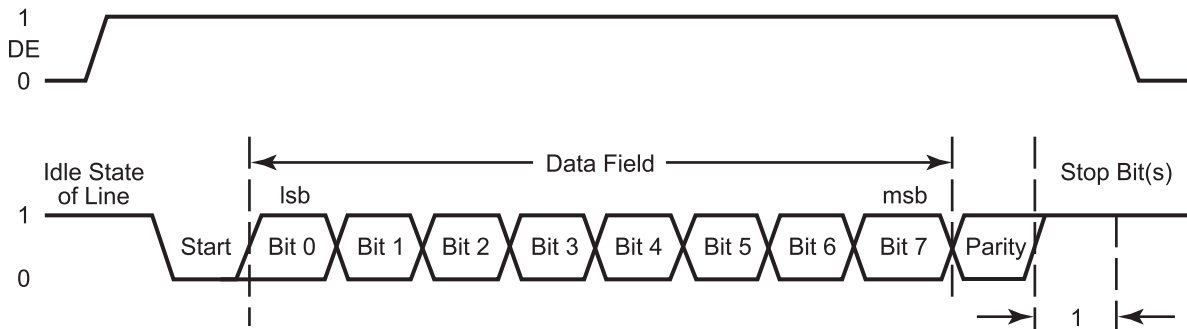 1
DE
0
Idle State
of Line
Data Field
Stop Bit(s)
lsb
msb
1
Start
Bit 0
Bit 1
Bit 2
Bit 3
Bit 4
Bit 5
Bit 6
Bit 7
Parity
0
1